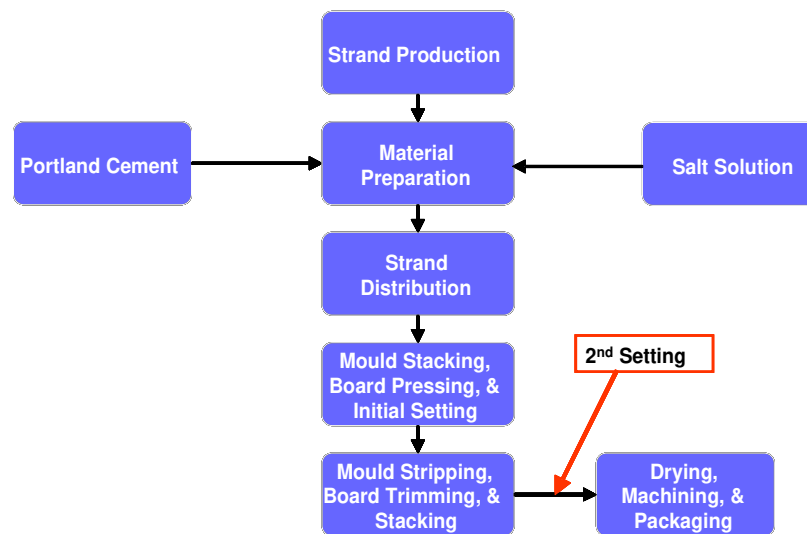 Strand Production
Portland Cement
Material
Preparation
Salt Solution
Strand
Distribution
Mould Stacking,
Board Pressing, &
Initial Setting
2nd Setting
Mould Stripping,
Board Trimming, &
Stacking
Drying,
Machining, &
Packaging